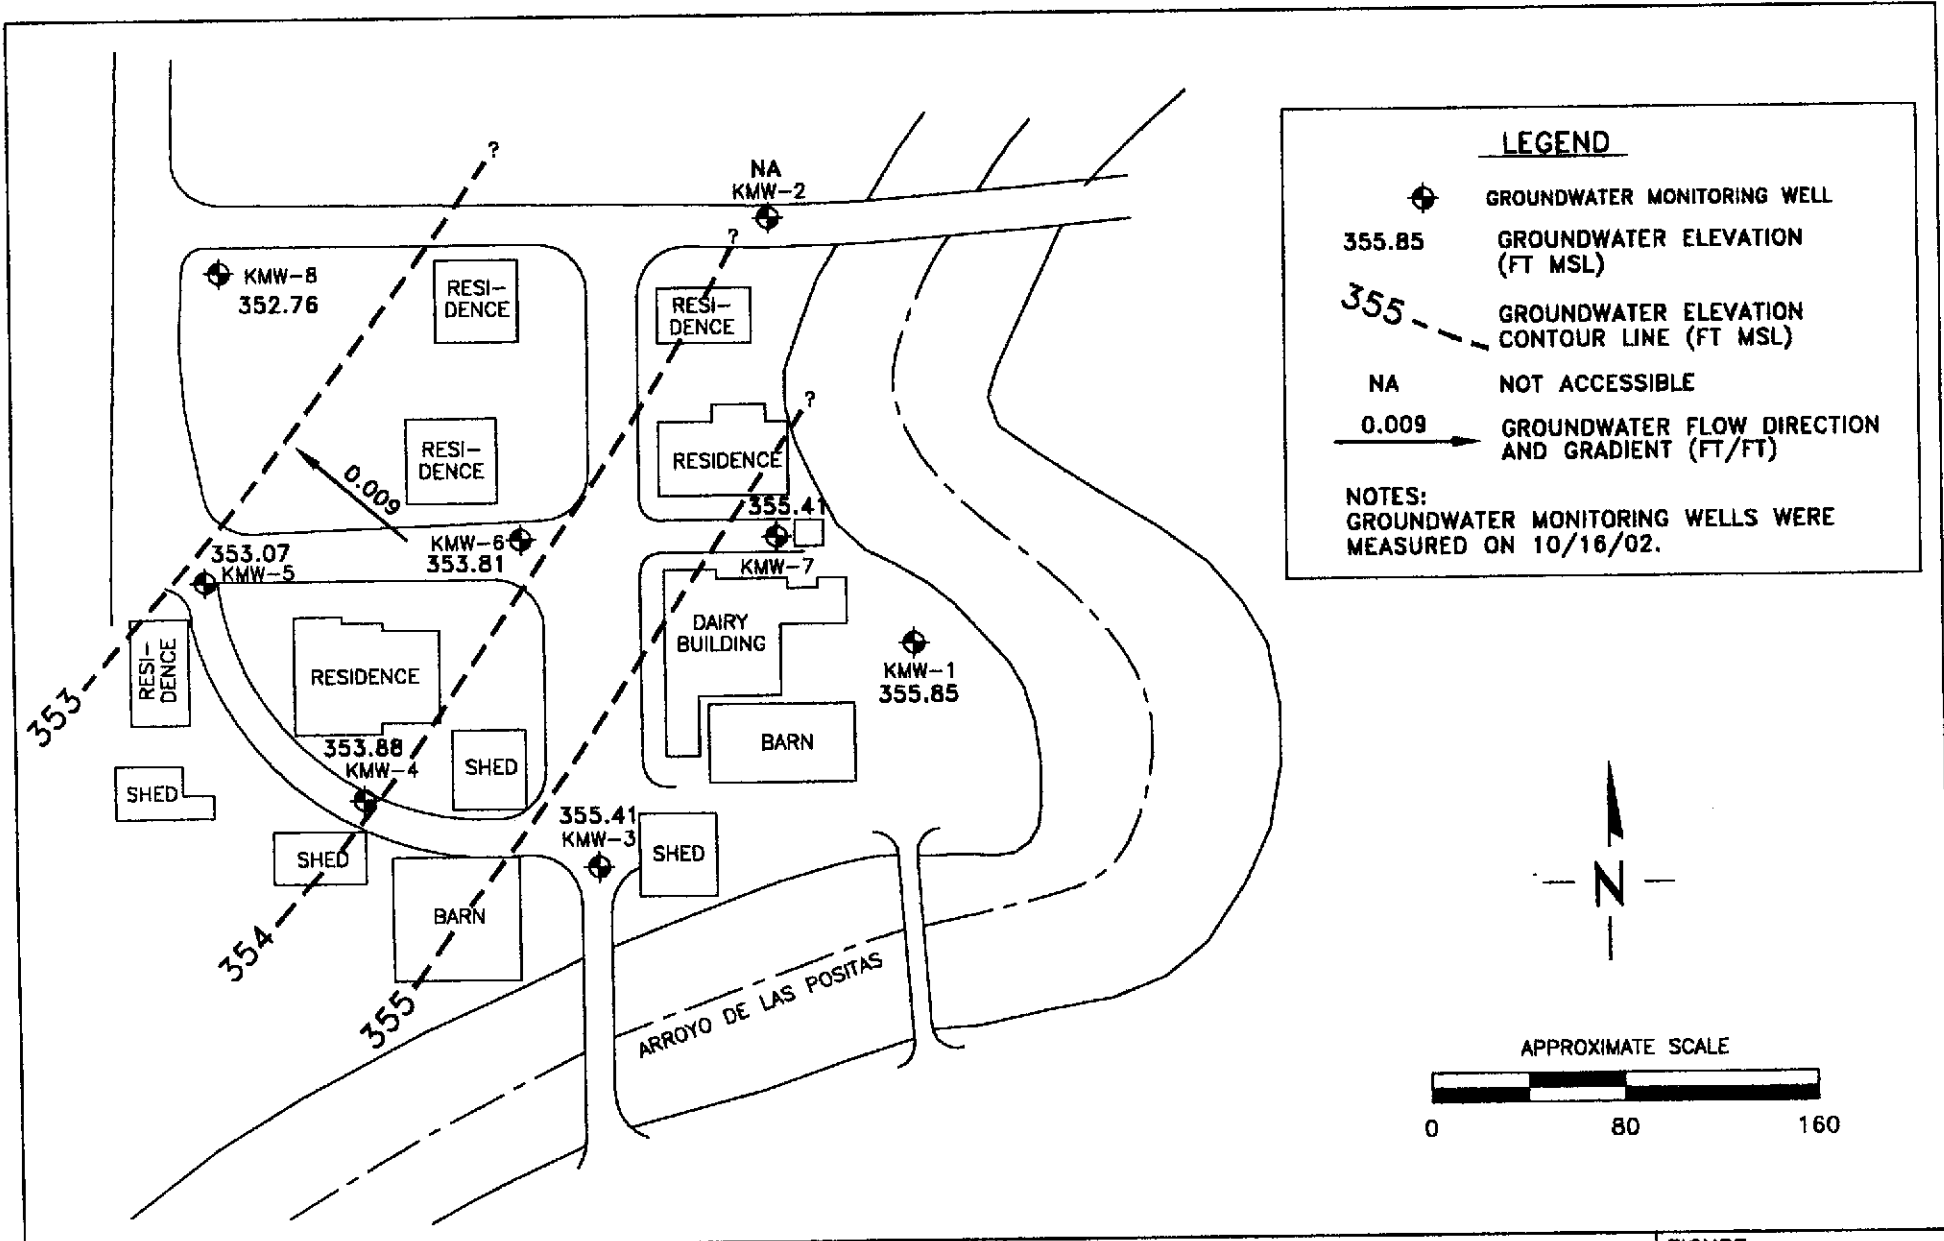 ?
NA
KMW-2
?
KMW-8
352.76
RESI-
DENCE
RESI-
DENCE
?
RESI-
DENCE
RESIDENCE
0.009
355.41
KMW-6
353.81
353.07
KMW-5
KMW-7
DAIRY
BUILDING
RESI-
DENCE
RESIDENCE
KMW-1
355.85
353
353.88
KMW-4
SHED
BARN
SHED
355.41
KMW-3
SHED
SHED
BARN
354
355
ARROYO DE LAS POSITAS
LEGEND
GROUNDWATER MONITORING WELL
355.85
GROUNDWATER ELEVATION
(FT MSL)
355
GROUNDWATER ELEVATION
CONTOUR LINE (FT MSL)
NA
NOT ACCESSIBLE
0.009
GROUNDWATER FLOW DIRECTION
AND GRADIENT (FT/FT)
NOTES:
GROUNDWATER MONITORING WELLS WERE
MEASURED ON 10/16/02.
N
APPROXIMATE SCALE
0 80 160